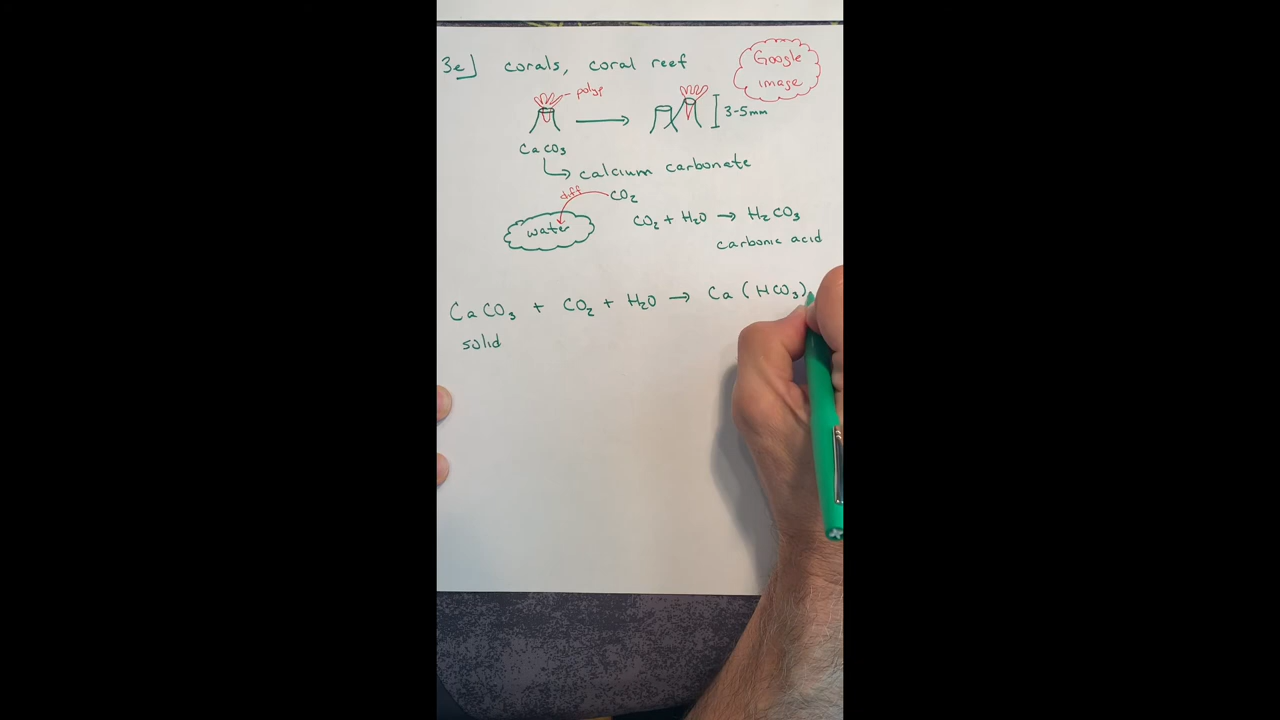 3e] corals, coral reef
Google
image
polyp
3-5mm
CaCO3
calcium carbonate
diff
CO2
water
CO2 + H2O → H2CO3
carbonic acid
CaCO3 + CO2 + H2O → Ca(HCO3)
solid